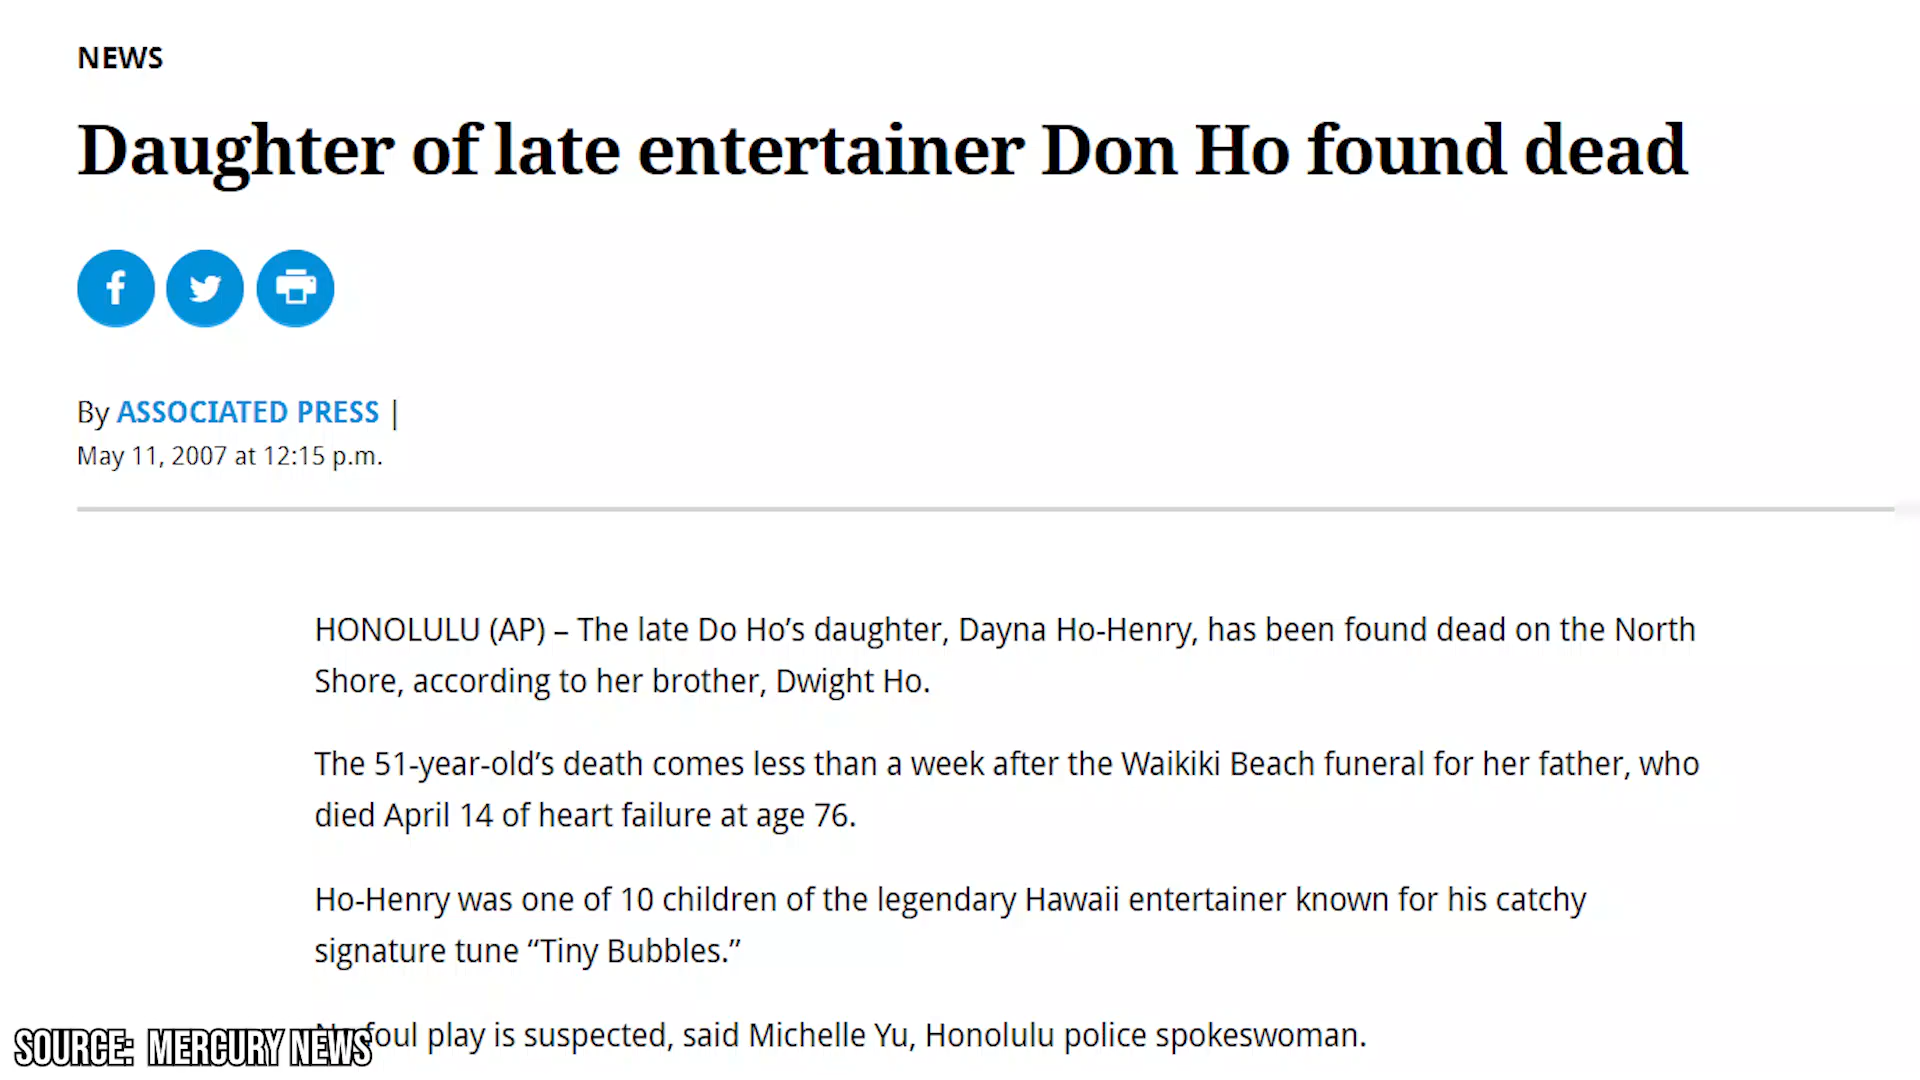 NEWS
Daughter of late entertainer Don Ho found dead
By ASSOCIATED PRESS |
May 11, 2007 at 12:15 p.m.
HONOLULU (AP) – The late Do Ho’s daughter, Dayna Ho-Henry, has been found dead on the North
Shore, according to her brother, Dwight Ho.
The 51-year-old’s death comes less than a week after the Waikiki Beach funeral for her father, who
died April 14 of heart failure at age 76.
Ho-Henry was one of 10 children of the legendary Hawaii entertainer known for his catchy
signature tune “Tiny Bubbles.”
No foul play is suspected, said Michelle Yu, Honolulu police spokeswoman.
SOURCE: MERCURY NEWS